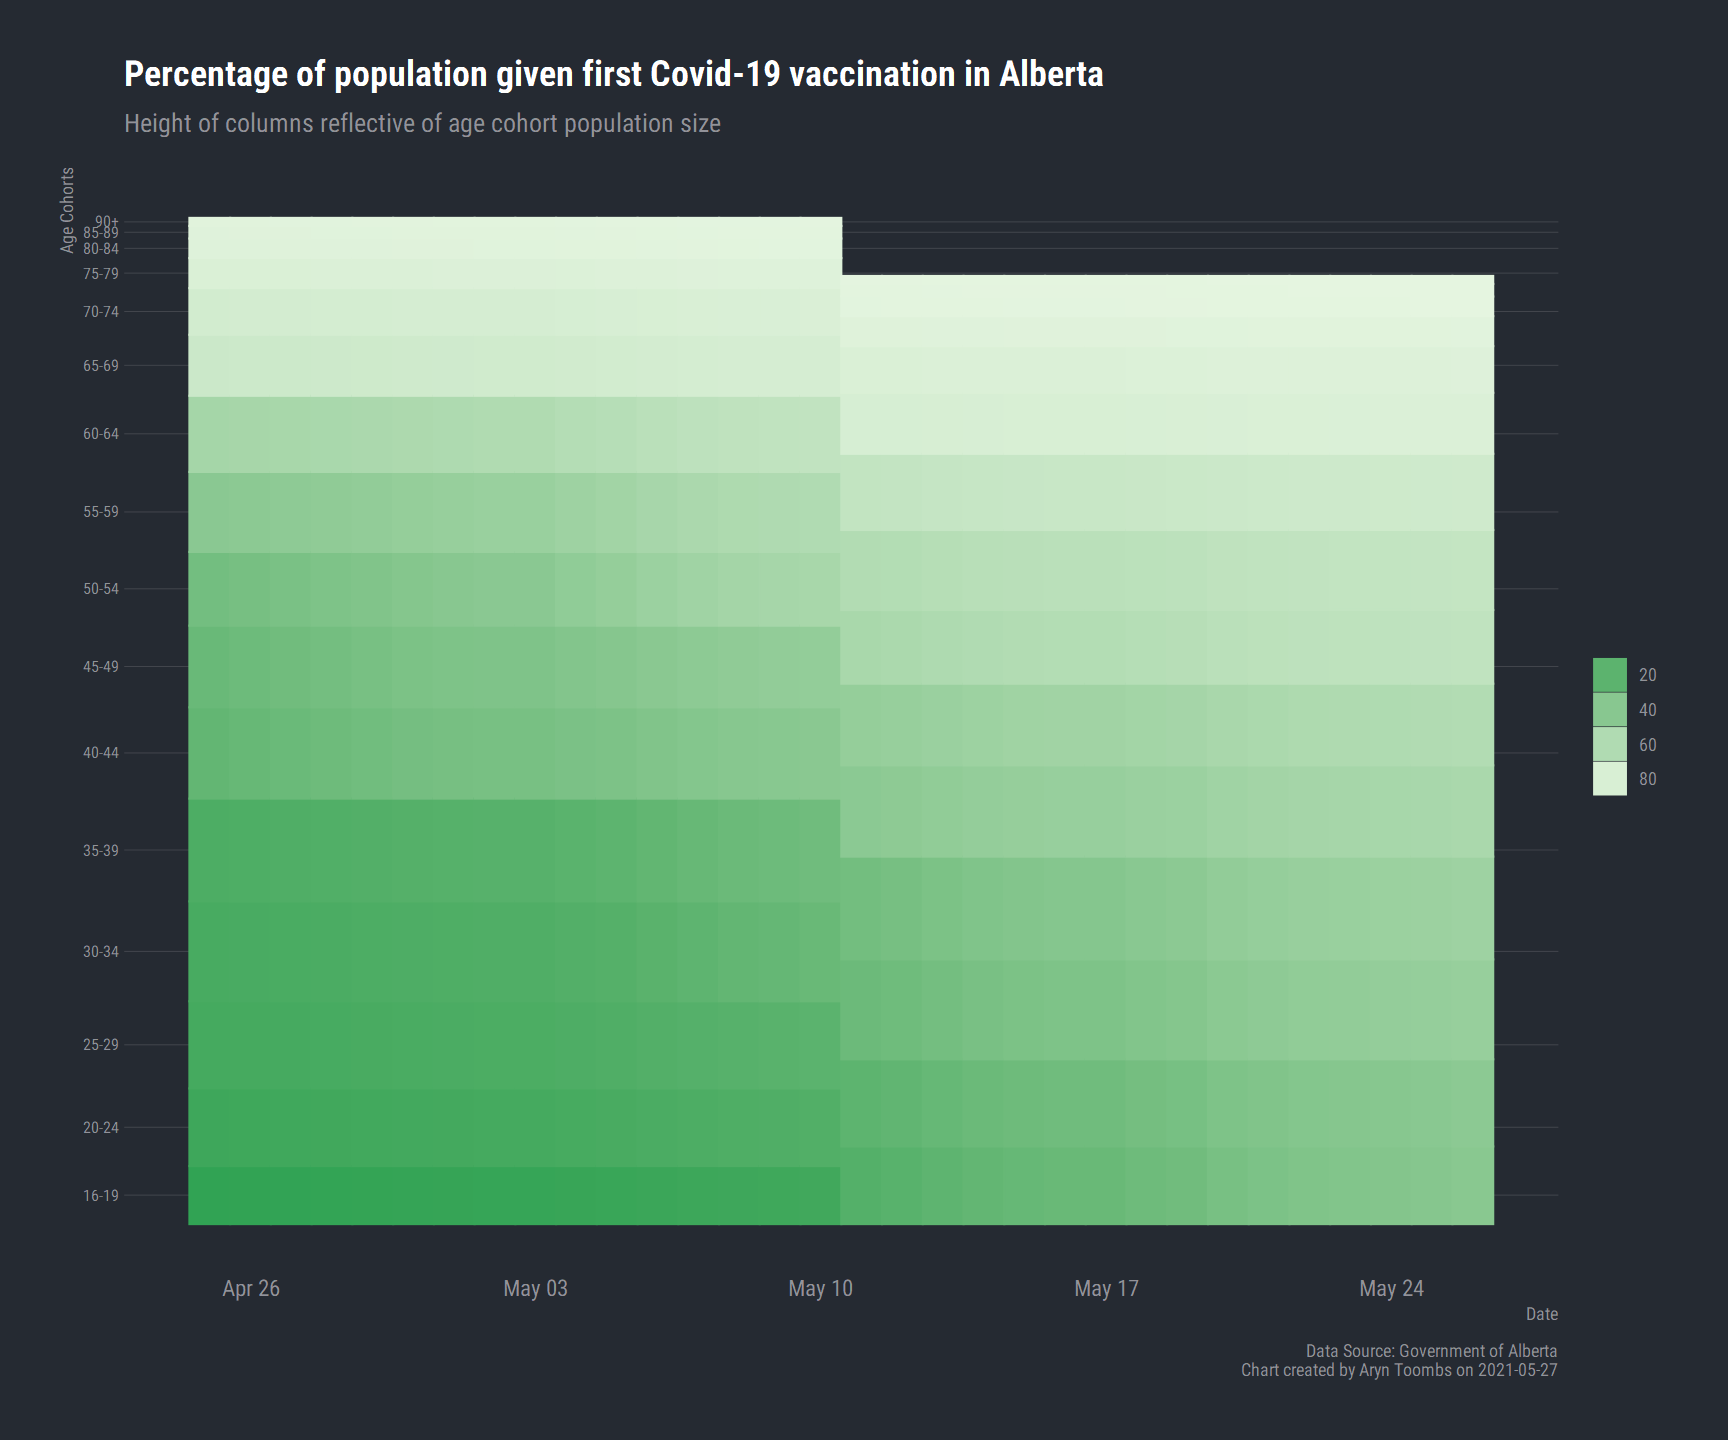 Percentage of population given first Covid-19 vaccination in Alberta
Height of columns reflective of age cohort population size
Age Cohorts
90+
85-89
80-84
75-79
70-74
65-69
60-64
55-59
50-54
45-49
40-44
35-39
30-34
25-29
20-24
16-19
20
40
60
80
Apr 26
May 03
May 10
May 17
May 24
Date
Data Source: Government of Alberta
Chart created by Aryn Toombs on 2021-05-27